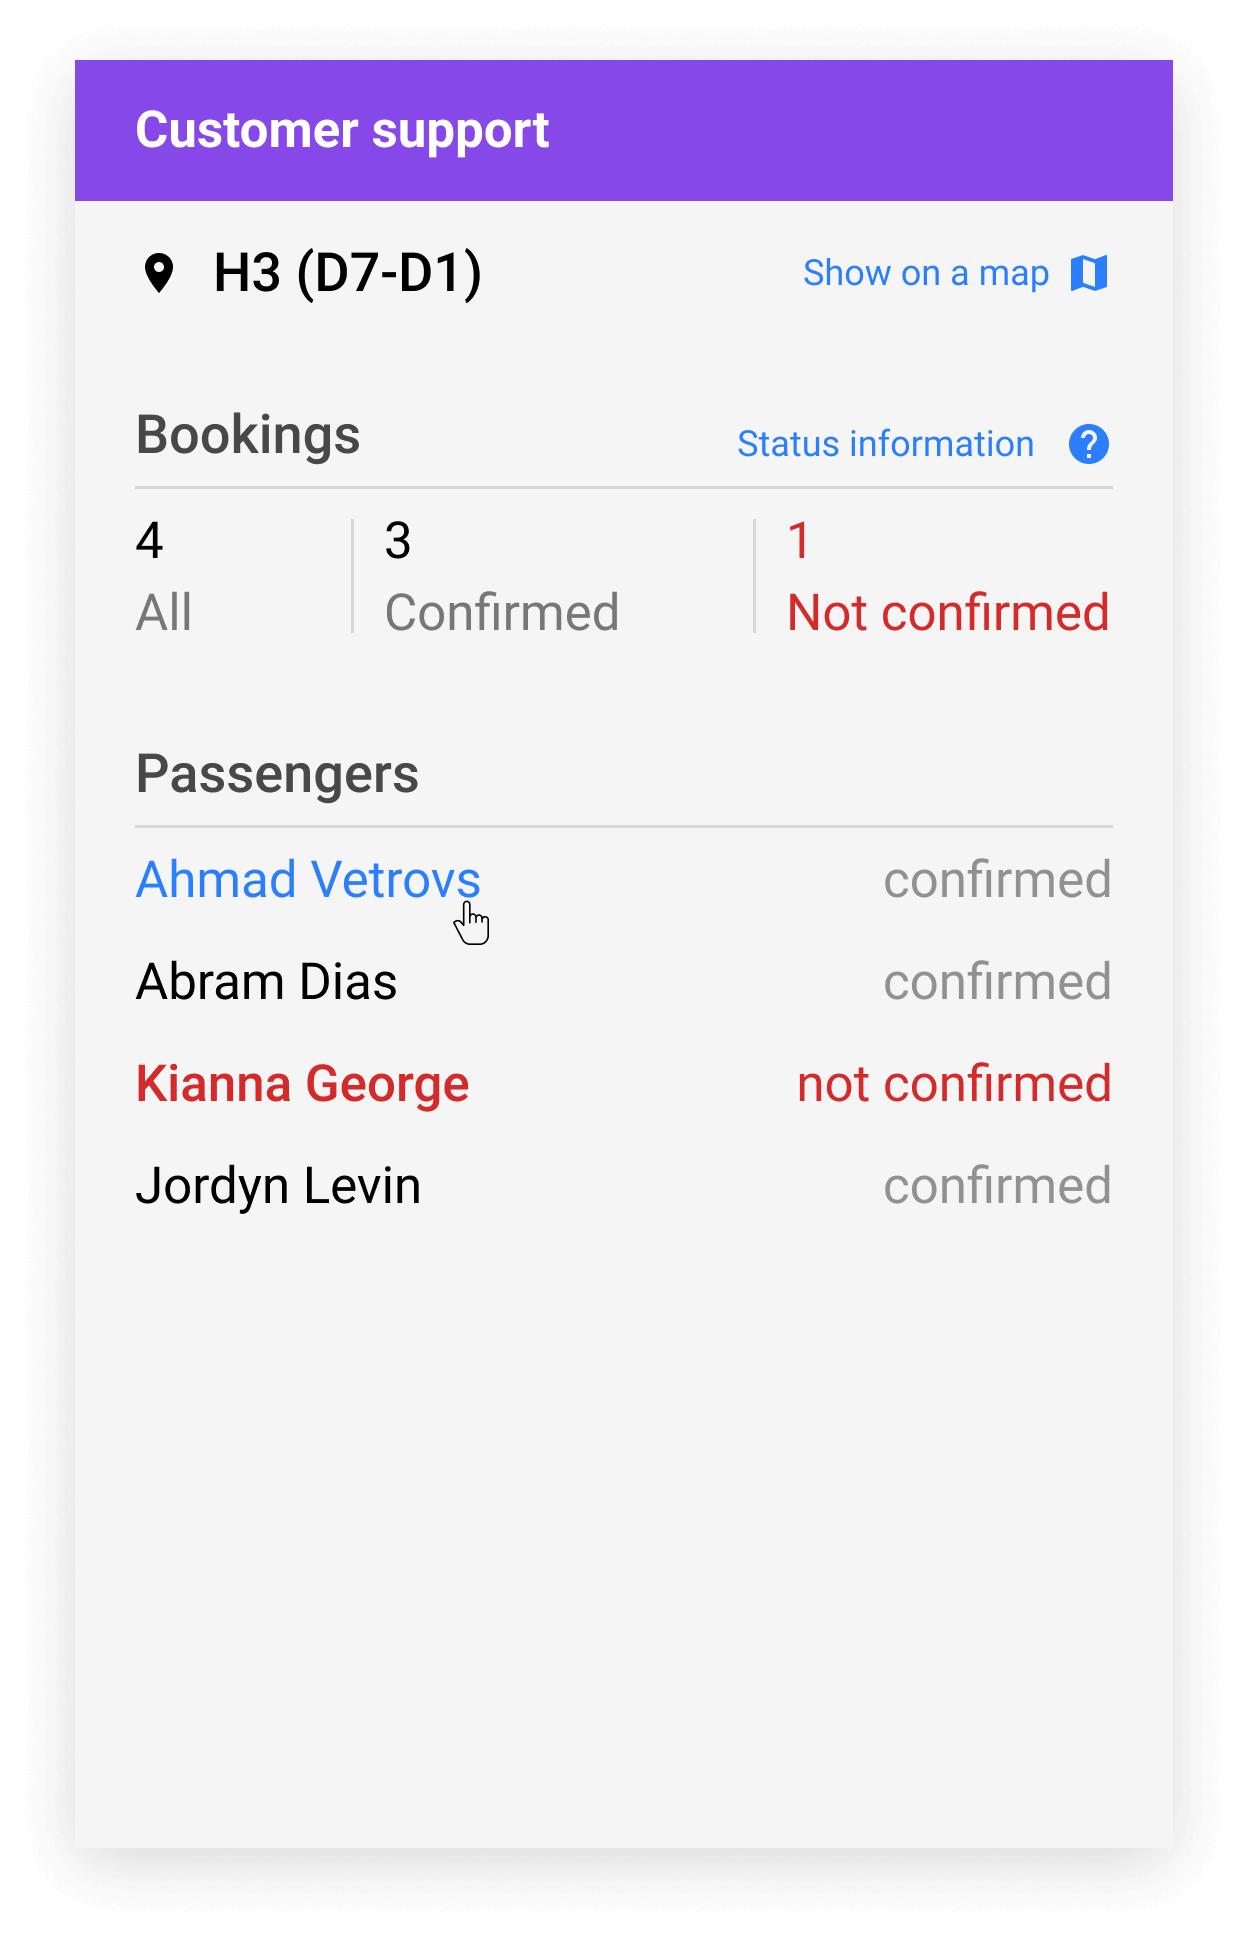 Customer support
H3 (D7-D1) Show on a map
Bookings Status information ?
4 3 1
All Confirmed Not confirmed
Passengers
Ahmad Vetrovs confirmed
Abram Dias confirmed
Kianna George not confirmed
Jordyn Levin confirmed